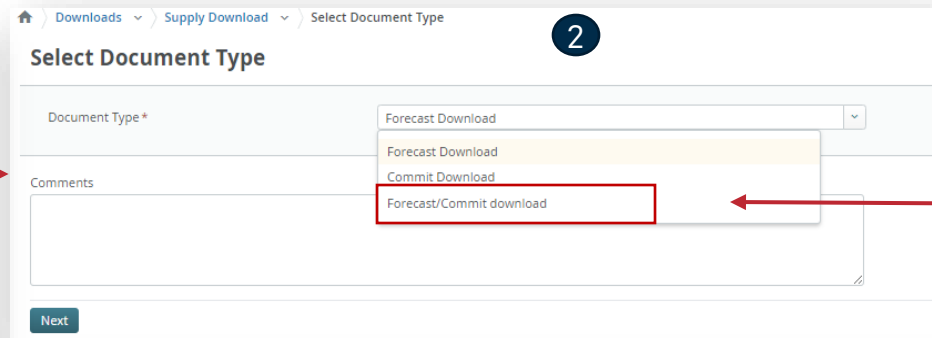 Downloads Supply Download Select Document Type
2
Select Document Type
Document Type * Forecast Download
Forecast Download
Commit Download
Forecast/Commit download
Comments
Next